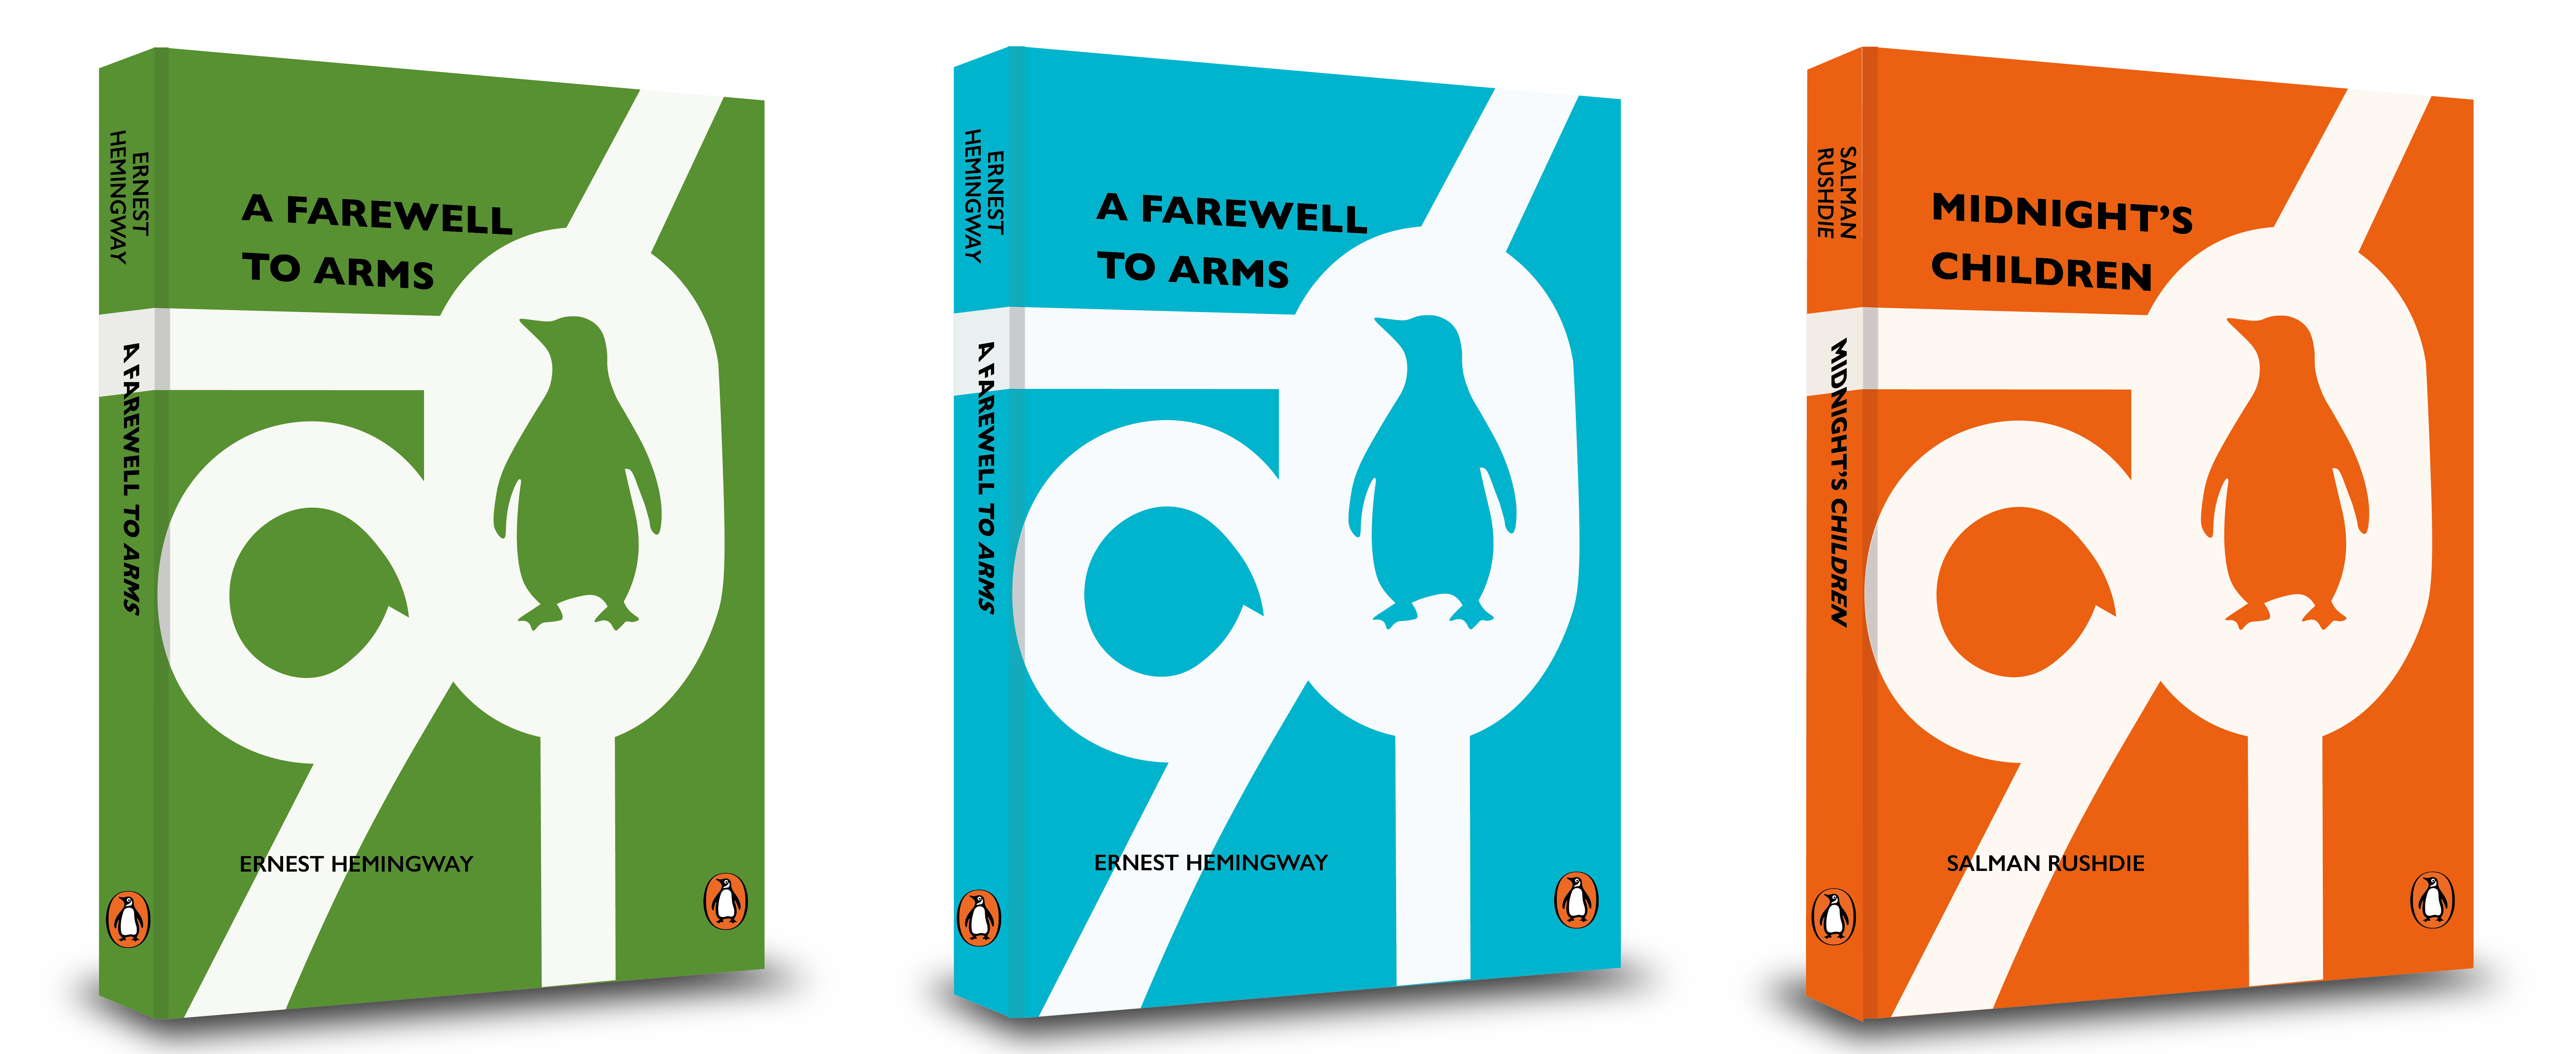 ERNEST
HEMINGWAY
A FAREWELL TO ARMS
A FAREWELL
TO ARMS
ERNEST HEMINGWAY
ERNEST
HEMINGWAY
A FAREWELL TO ARMS
A FAREWELL
TO ARMS
ERNEST HEMINGWAY
SALMAN
RUSHDIE
MIDNIGHT’S CHILDREN
MIDNIGHT’S
CHILDREN
SALMAN RUSHDIE